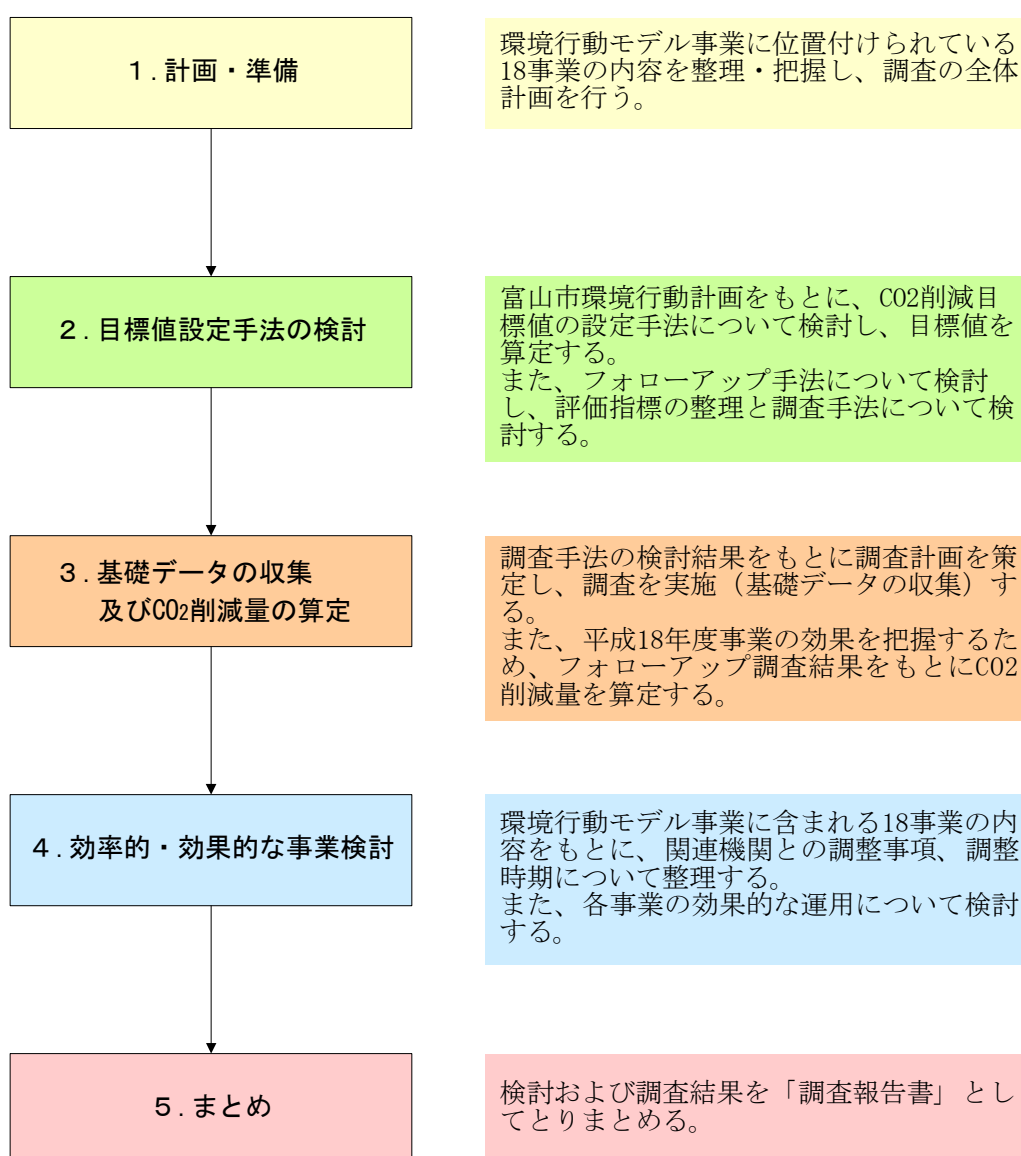 １．計画・準備
環境行動モデル事業に位置付けられている
18事業の内容を整理・把握し、調査の全体
計画を行う。
２．目標値設定手法の検討
富山市環境行動計画をもとに、CO2削減目
標値の設定手法について検討し、目標値を
算定する。
また、フォローアップ手法について検討
し、評価指標の整理と調査手法について検
討する。
３．基礎データの収集
及びCO2削減量の算定
調査手法の検討結果をもとに調査計画を策
定し、調査を実施（基礎データの収集）す
る。
また、平成18年度事業の効果を把握するた
め、フォローアップ調査結果をもとにCO2
削減量を算定する。
４．効率的・効果的な事業検討
環境行動モデル事業に含まれる18事業の内
容をもとに、関連機関との調整事項、調整
時期について整理する。
また、各事業の効果的な運用について検討
する。
５．まとめ
検討および調査結果を「調査報告書」とし
てとりまとめる。